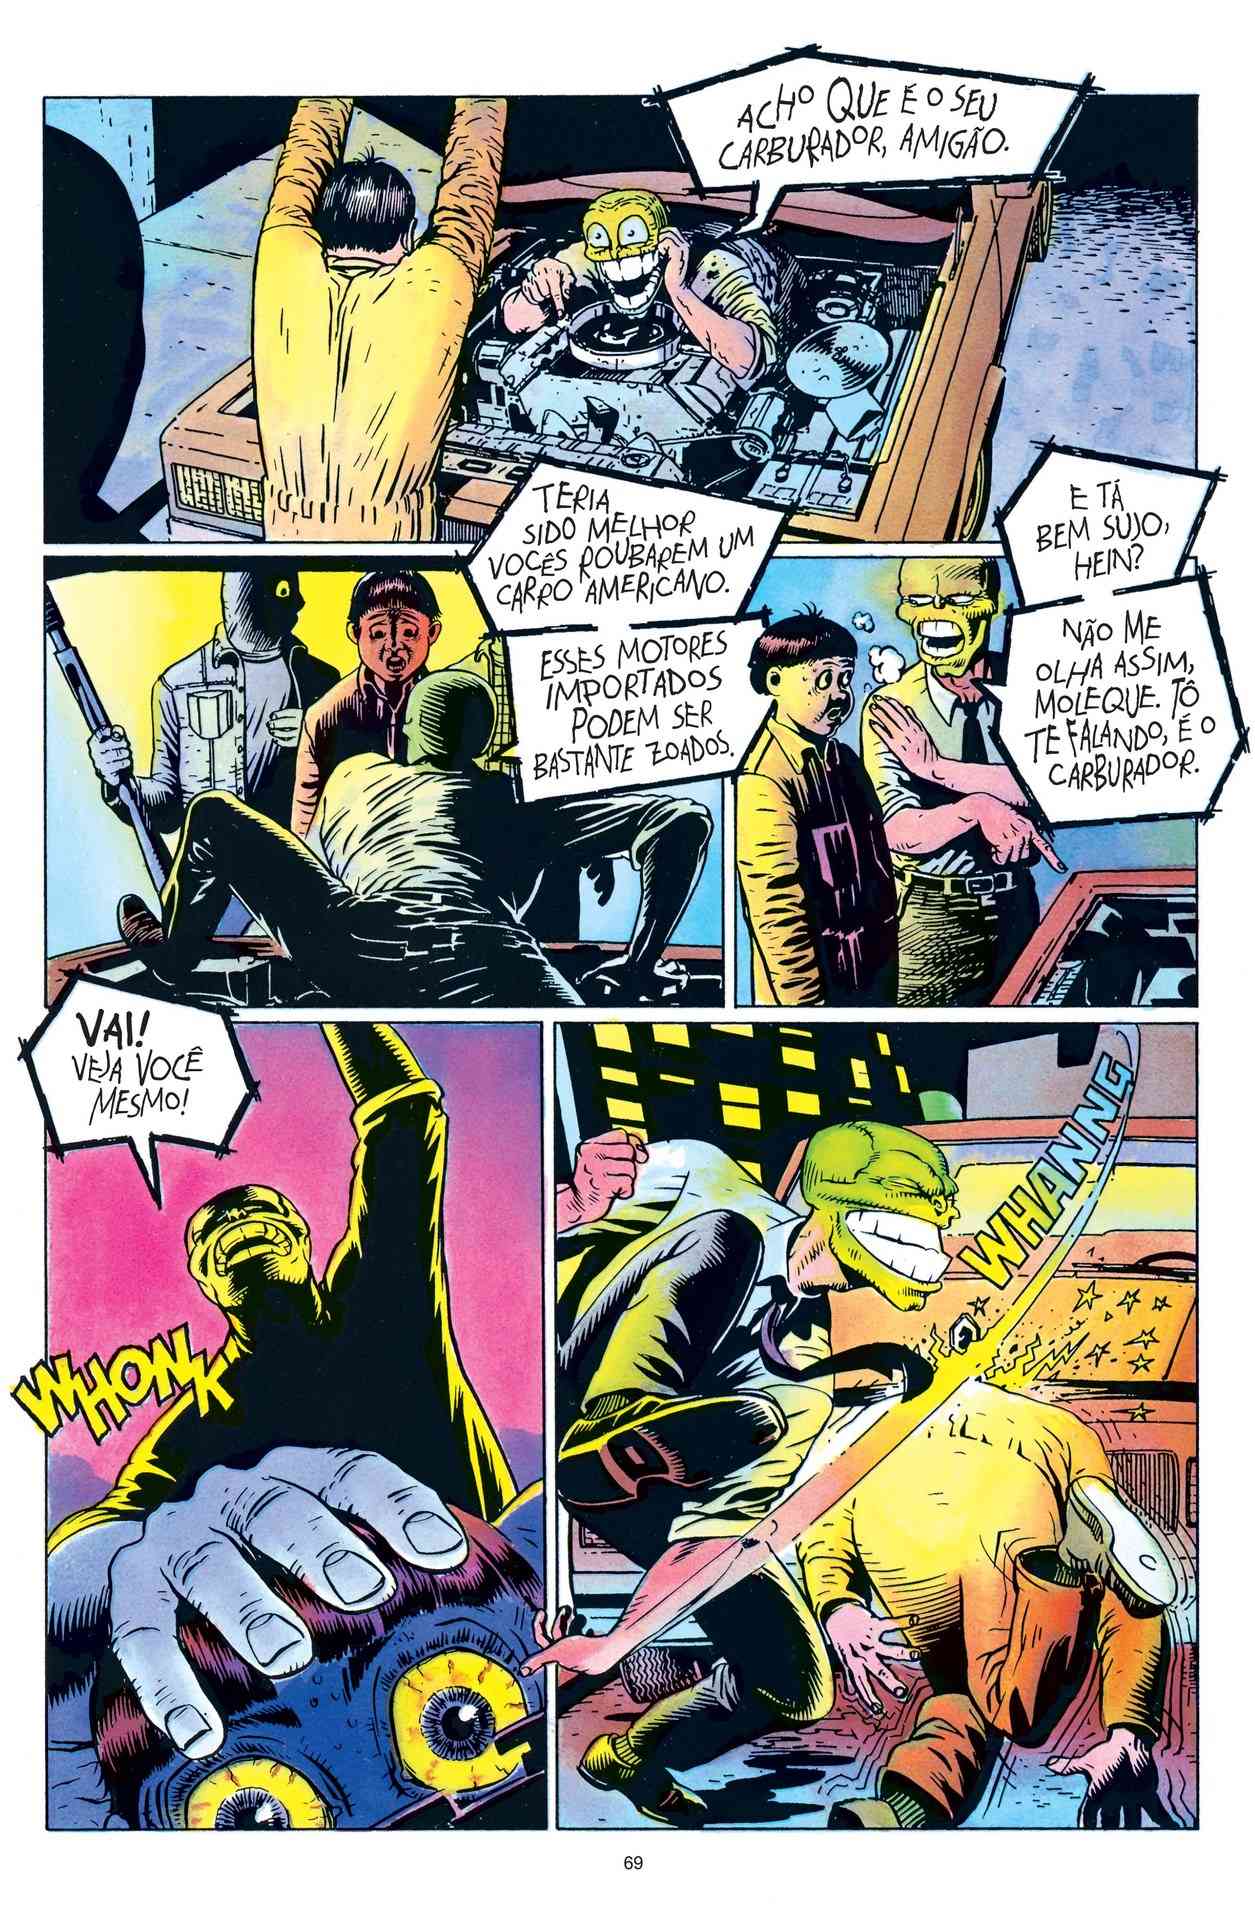 ACHO QUE É O SEU
CARBURADOR, AMIGÃO.
TERIA
SIDO MELHOR
VOCÊS ROUBAREM UM
CARRO AMERICANO.
ESSES MOTORES
IMPORTADOS
PODEM SER
BASTANTE ZOADOS.
E TÁ
BEM SUJO,
HEIN?
NÃO ME
OLHA ASSIM,
MOLEQUE. TÔ
TE FALANDO, É O
CARBURADOR.
VAI!
VEJA VOCÊ
MESMO!
WHONK
WHANNNG
69